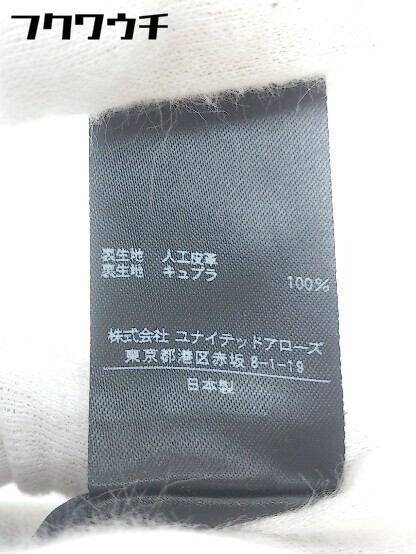 フクワウチ
表生地 人工皮革
裏生地 キュプラ 100%
株式会社 ユナイテッドアローズ
東京都港区赤坂 8-1-19
日本製